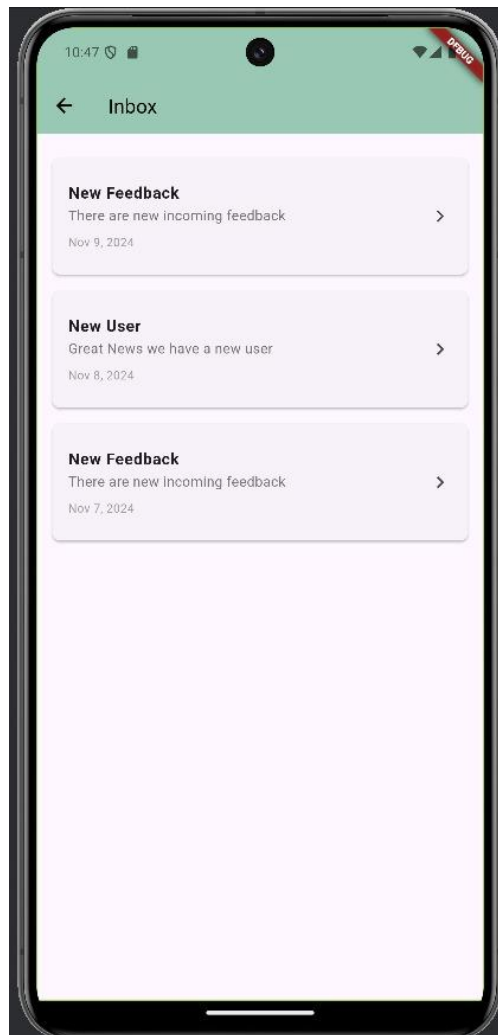 10:47
DEBUG
Inbox
New Feedback
There are new incoming feedback
Nov 9, 2024
New User
Great News we have a new user
Nov 8, 2024
New Feedback
There are new incoming feedback
Nov 7, 2024